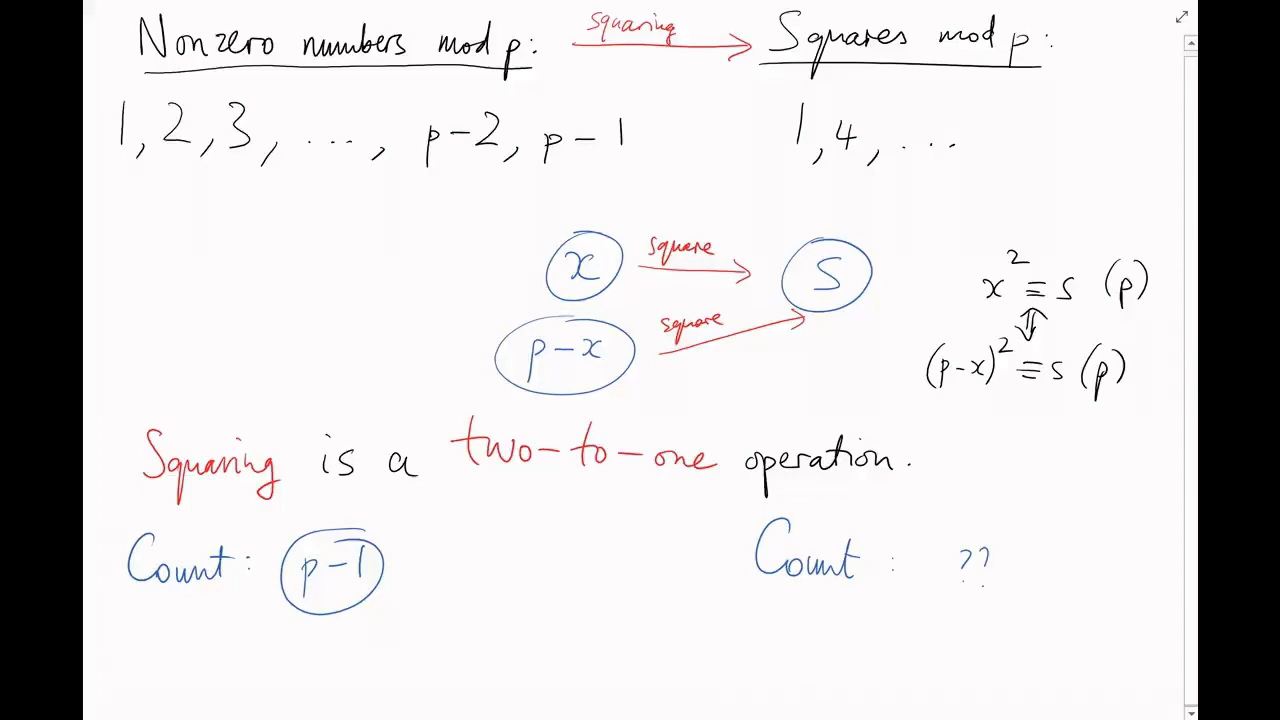 Nonzero numbers mod p: squaring Squares mod p:
1, 2, 3, ..., p-2, p-1 1, 4, ...
x square S x² ≡ s (p)
⇕
p-x square (p-x)² ≡ s (p)
Squaring is a two-to-one operation.
Count: p-1 Count: ??